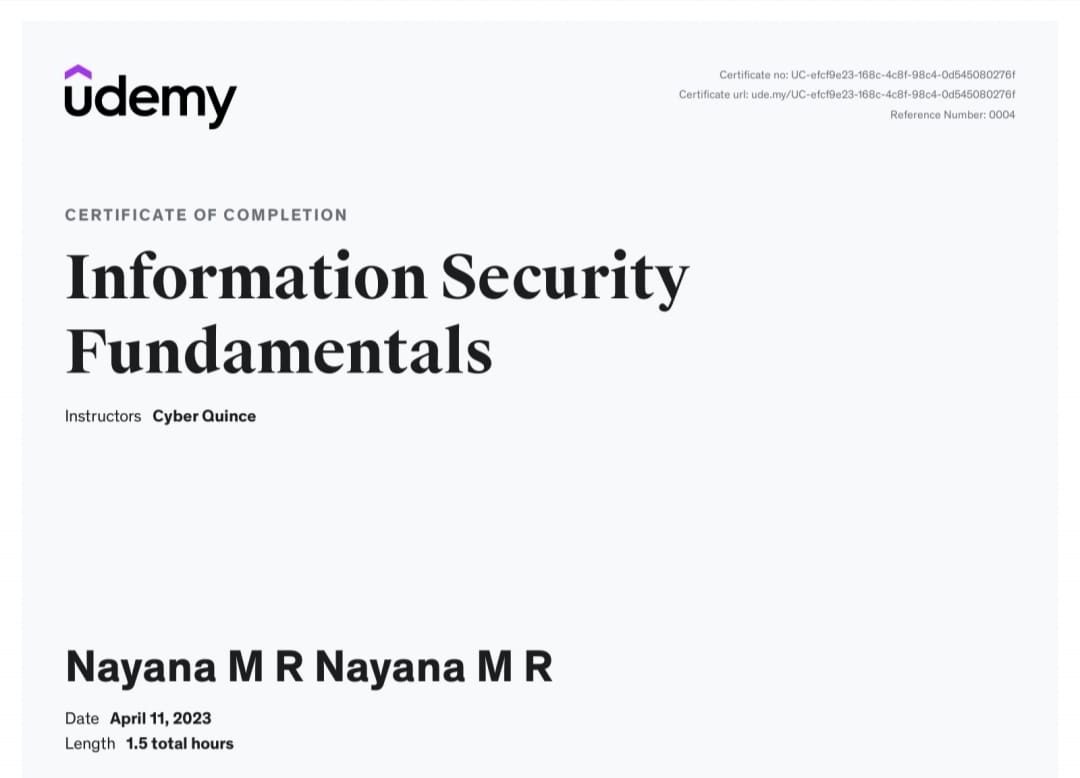 udemy
Certificate no: UC-efcf9e23-168c-4c8f-98c4-0d545080276f
Certificate url: ude.my/UC-efcf9e23-168c-4c8f-98c4-0d545080276f
Reference Number: 0004
CERTIFICATE OF COMPLETION
Information Security
Fundamentals
Instructors Cyber Quince
Nayana M R Nayana M R
Date April 11, 2023
Length 1.5 total hours